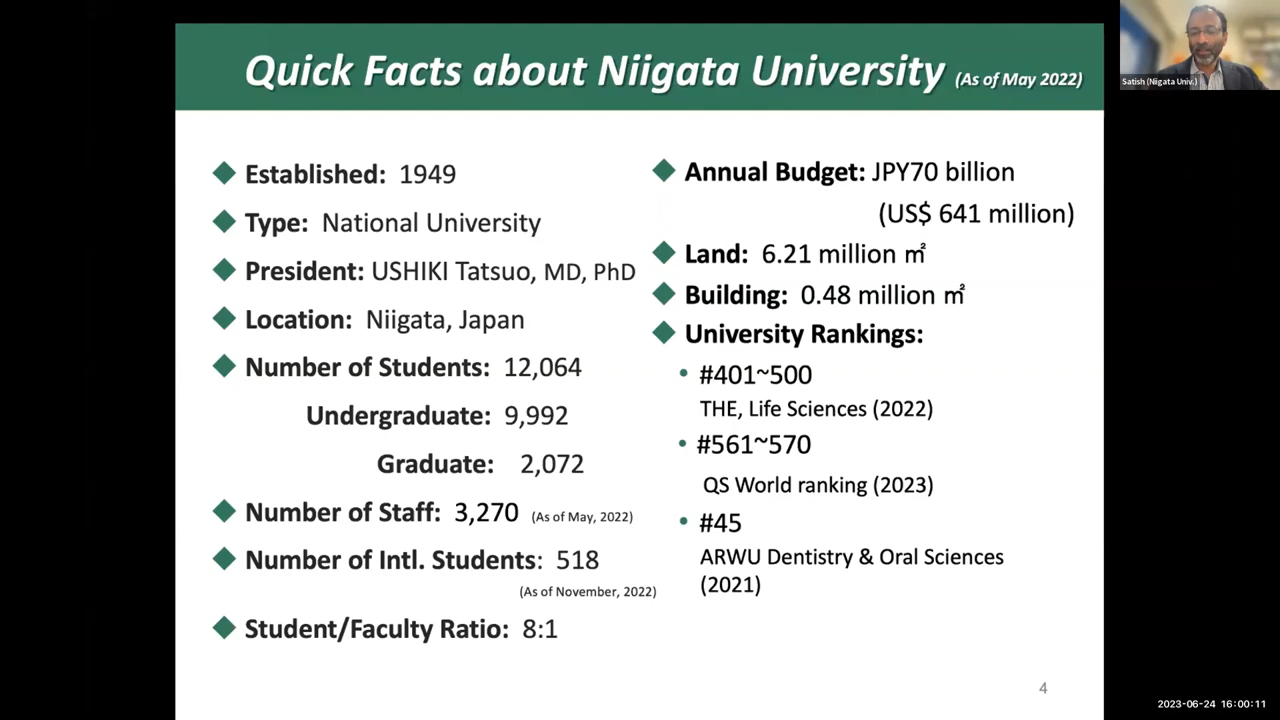 Quick Facts about Niigata University (As of May 2022)
Established: 1949
Type: National University
President: USHIKI Tatsuo, MD, PhD
Location: Niigata, Japan
Number of Students: 12,064
Undergraduate: 9,992
Graduate: 2,072
Number of Staff: 3,270 (As of May, 2022)
Number of Intl. Students: 518
(As of November, 2022)
Student/Faculty Ratio: 8:1
Annual Budget: JPY70 billion
(US$ 641 million)
Land: 6.21 million ㎡
Building: 0.48 million ㎡
University Rankings:
• #401~500
THE, Life Sciences (2022)
• #561~570
QS World ranking (2023)
• #45
ARWU Dentistry & Oral Sciences
(2021)
4
Satish (Niigata Univ.)
2023-06-24 16:00:11